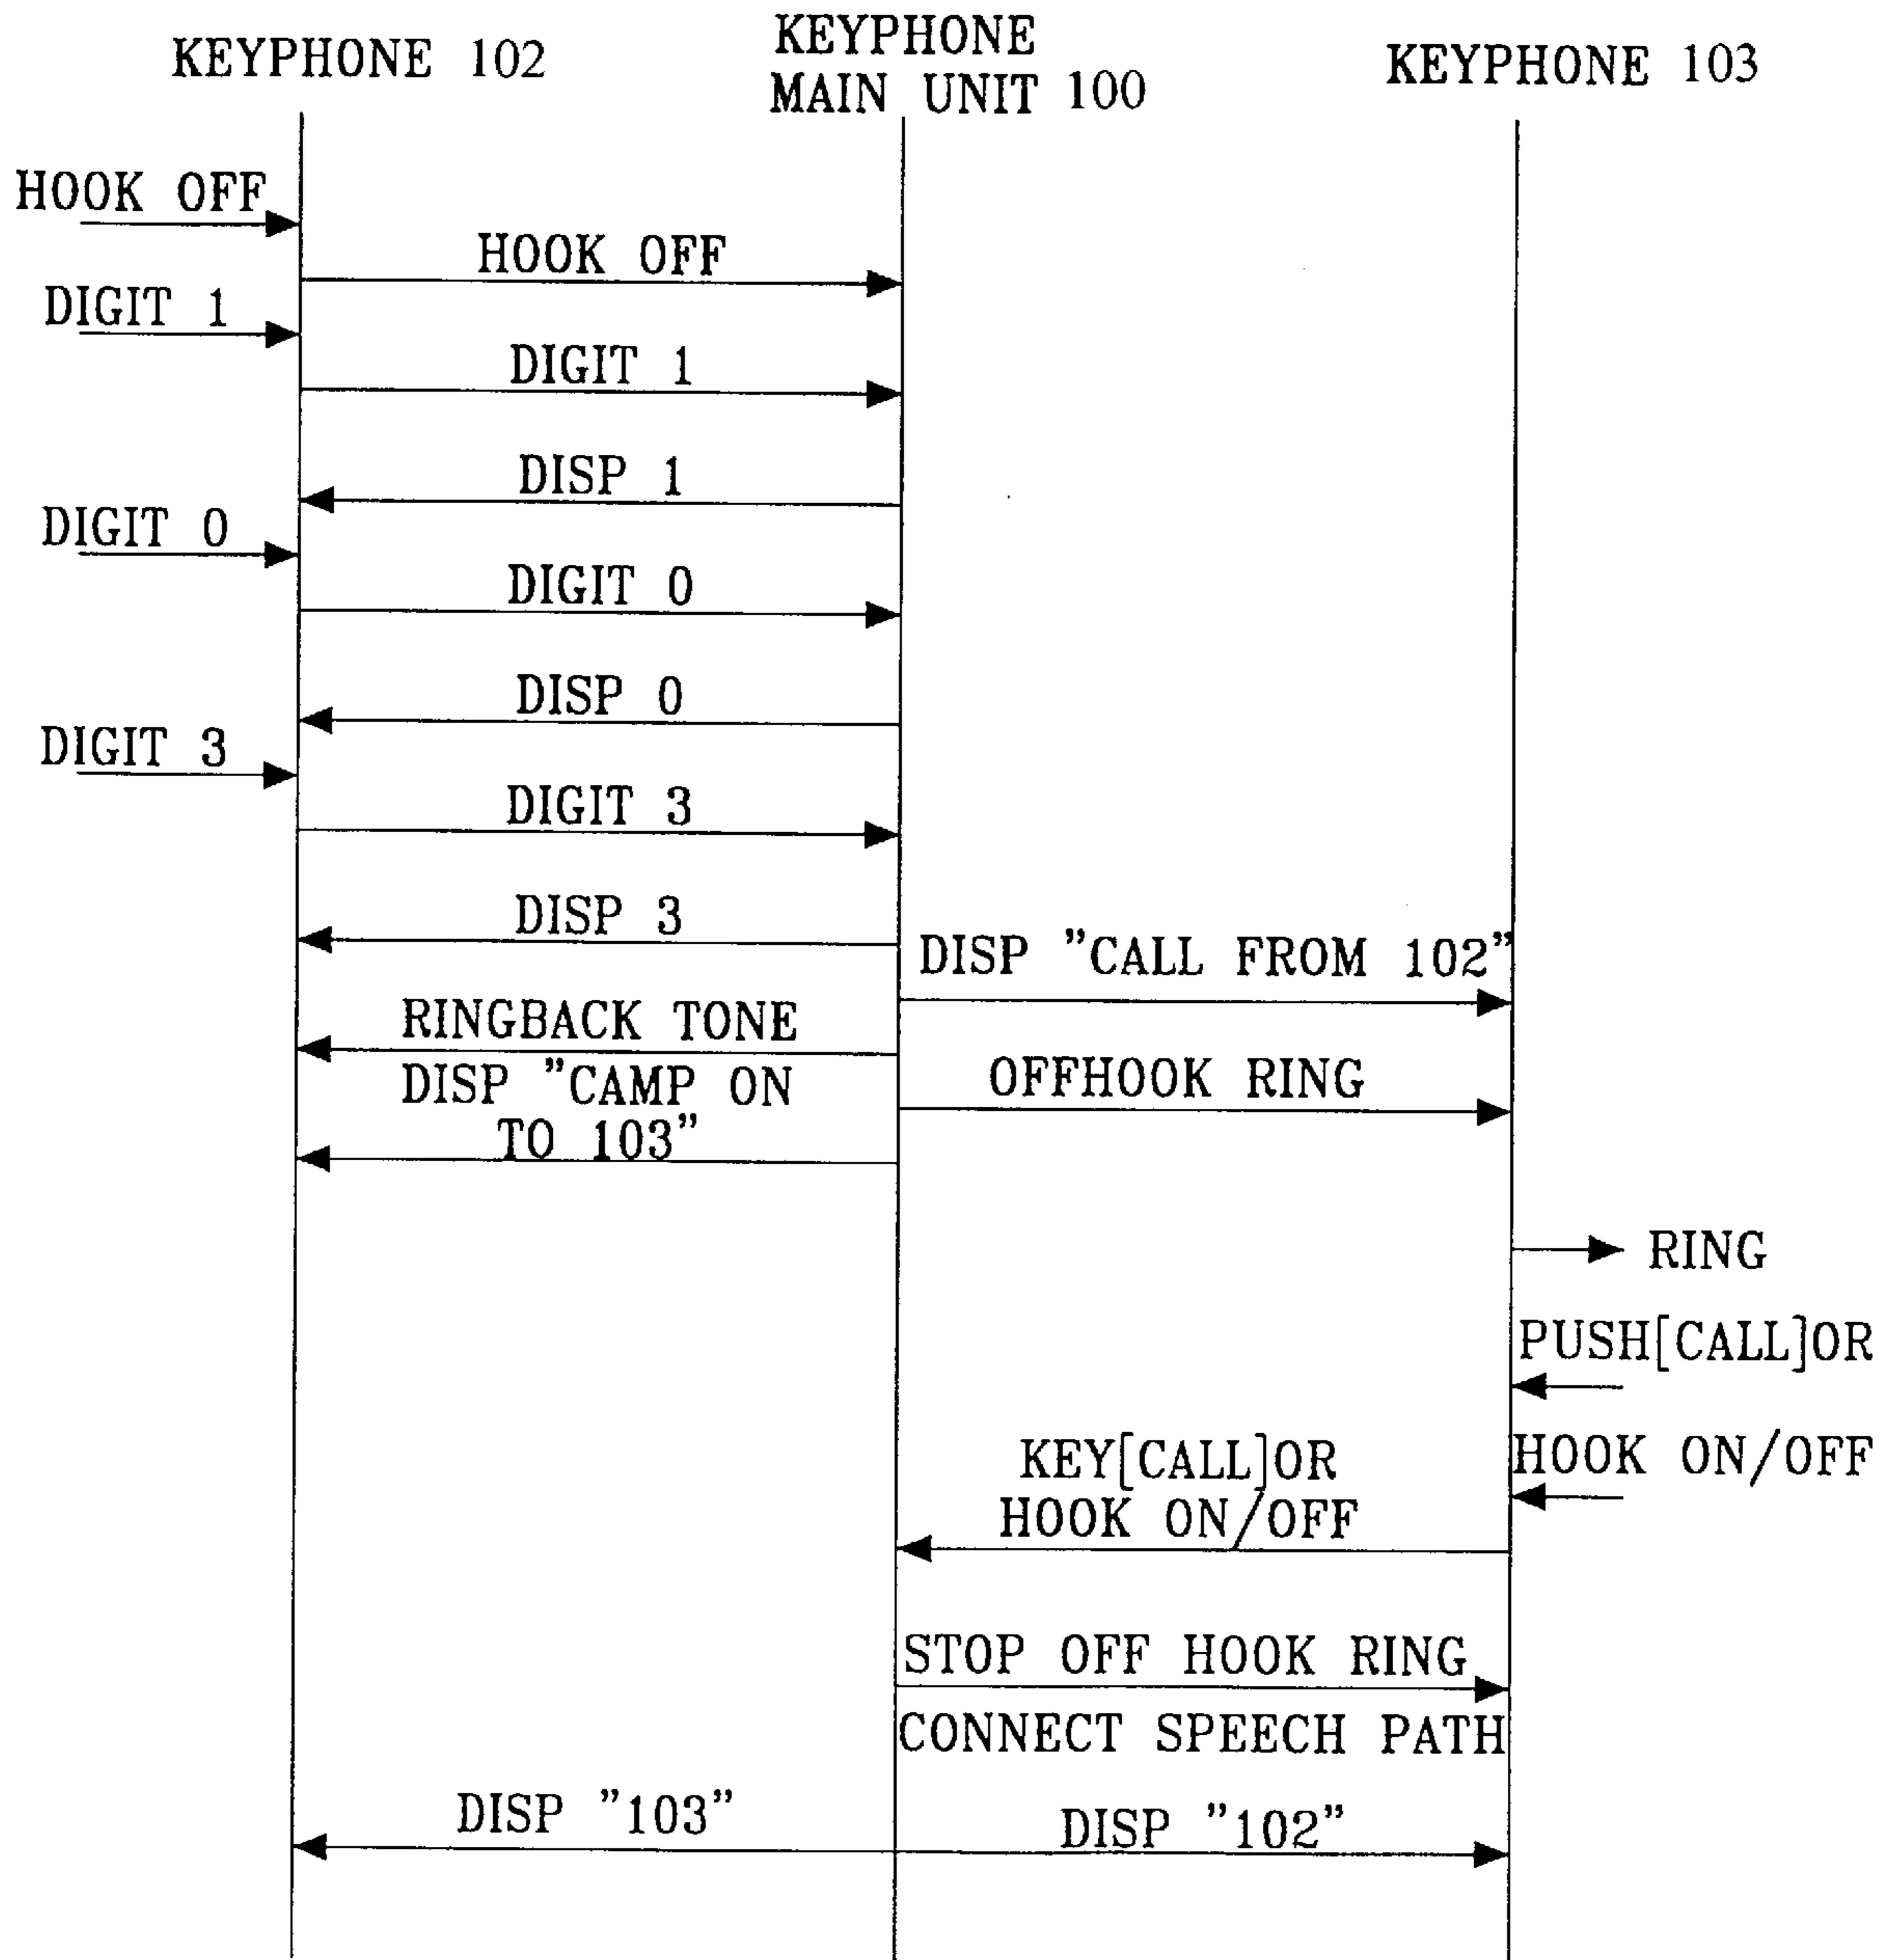 KEYPHONE 102
KEYPHONE
MAIN UNIT 100
KEYPHONE 103
HOOK OFF
HOOK OFF
DIGIT 1
DIGIT 1
DISP 1
DIGIT 0
DIGIT 0
DISP 0
DIGIT 3
DIGIT 3
DISP 3
DISP "CALL FROM 102"
RINGBACK TONE
OFFHOOK RING
DISP "CAMP ON
TO 103"
RING
PUSH[CALL]OR
HOOK ON/OFF
KEY[CALL]OR
HOOK ON/OFF
STOP OFF HOOK RING
CONNECT SPEECH PATH
DISP "103"
DISP "102"